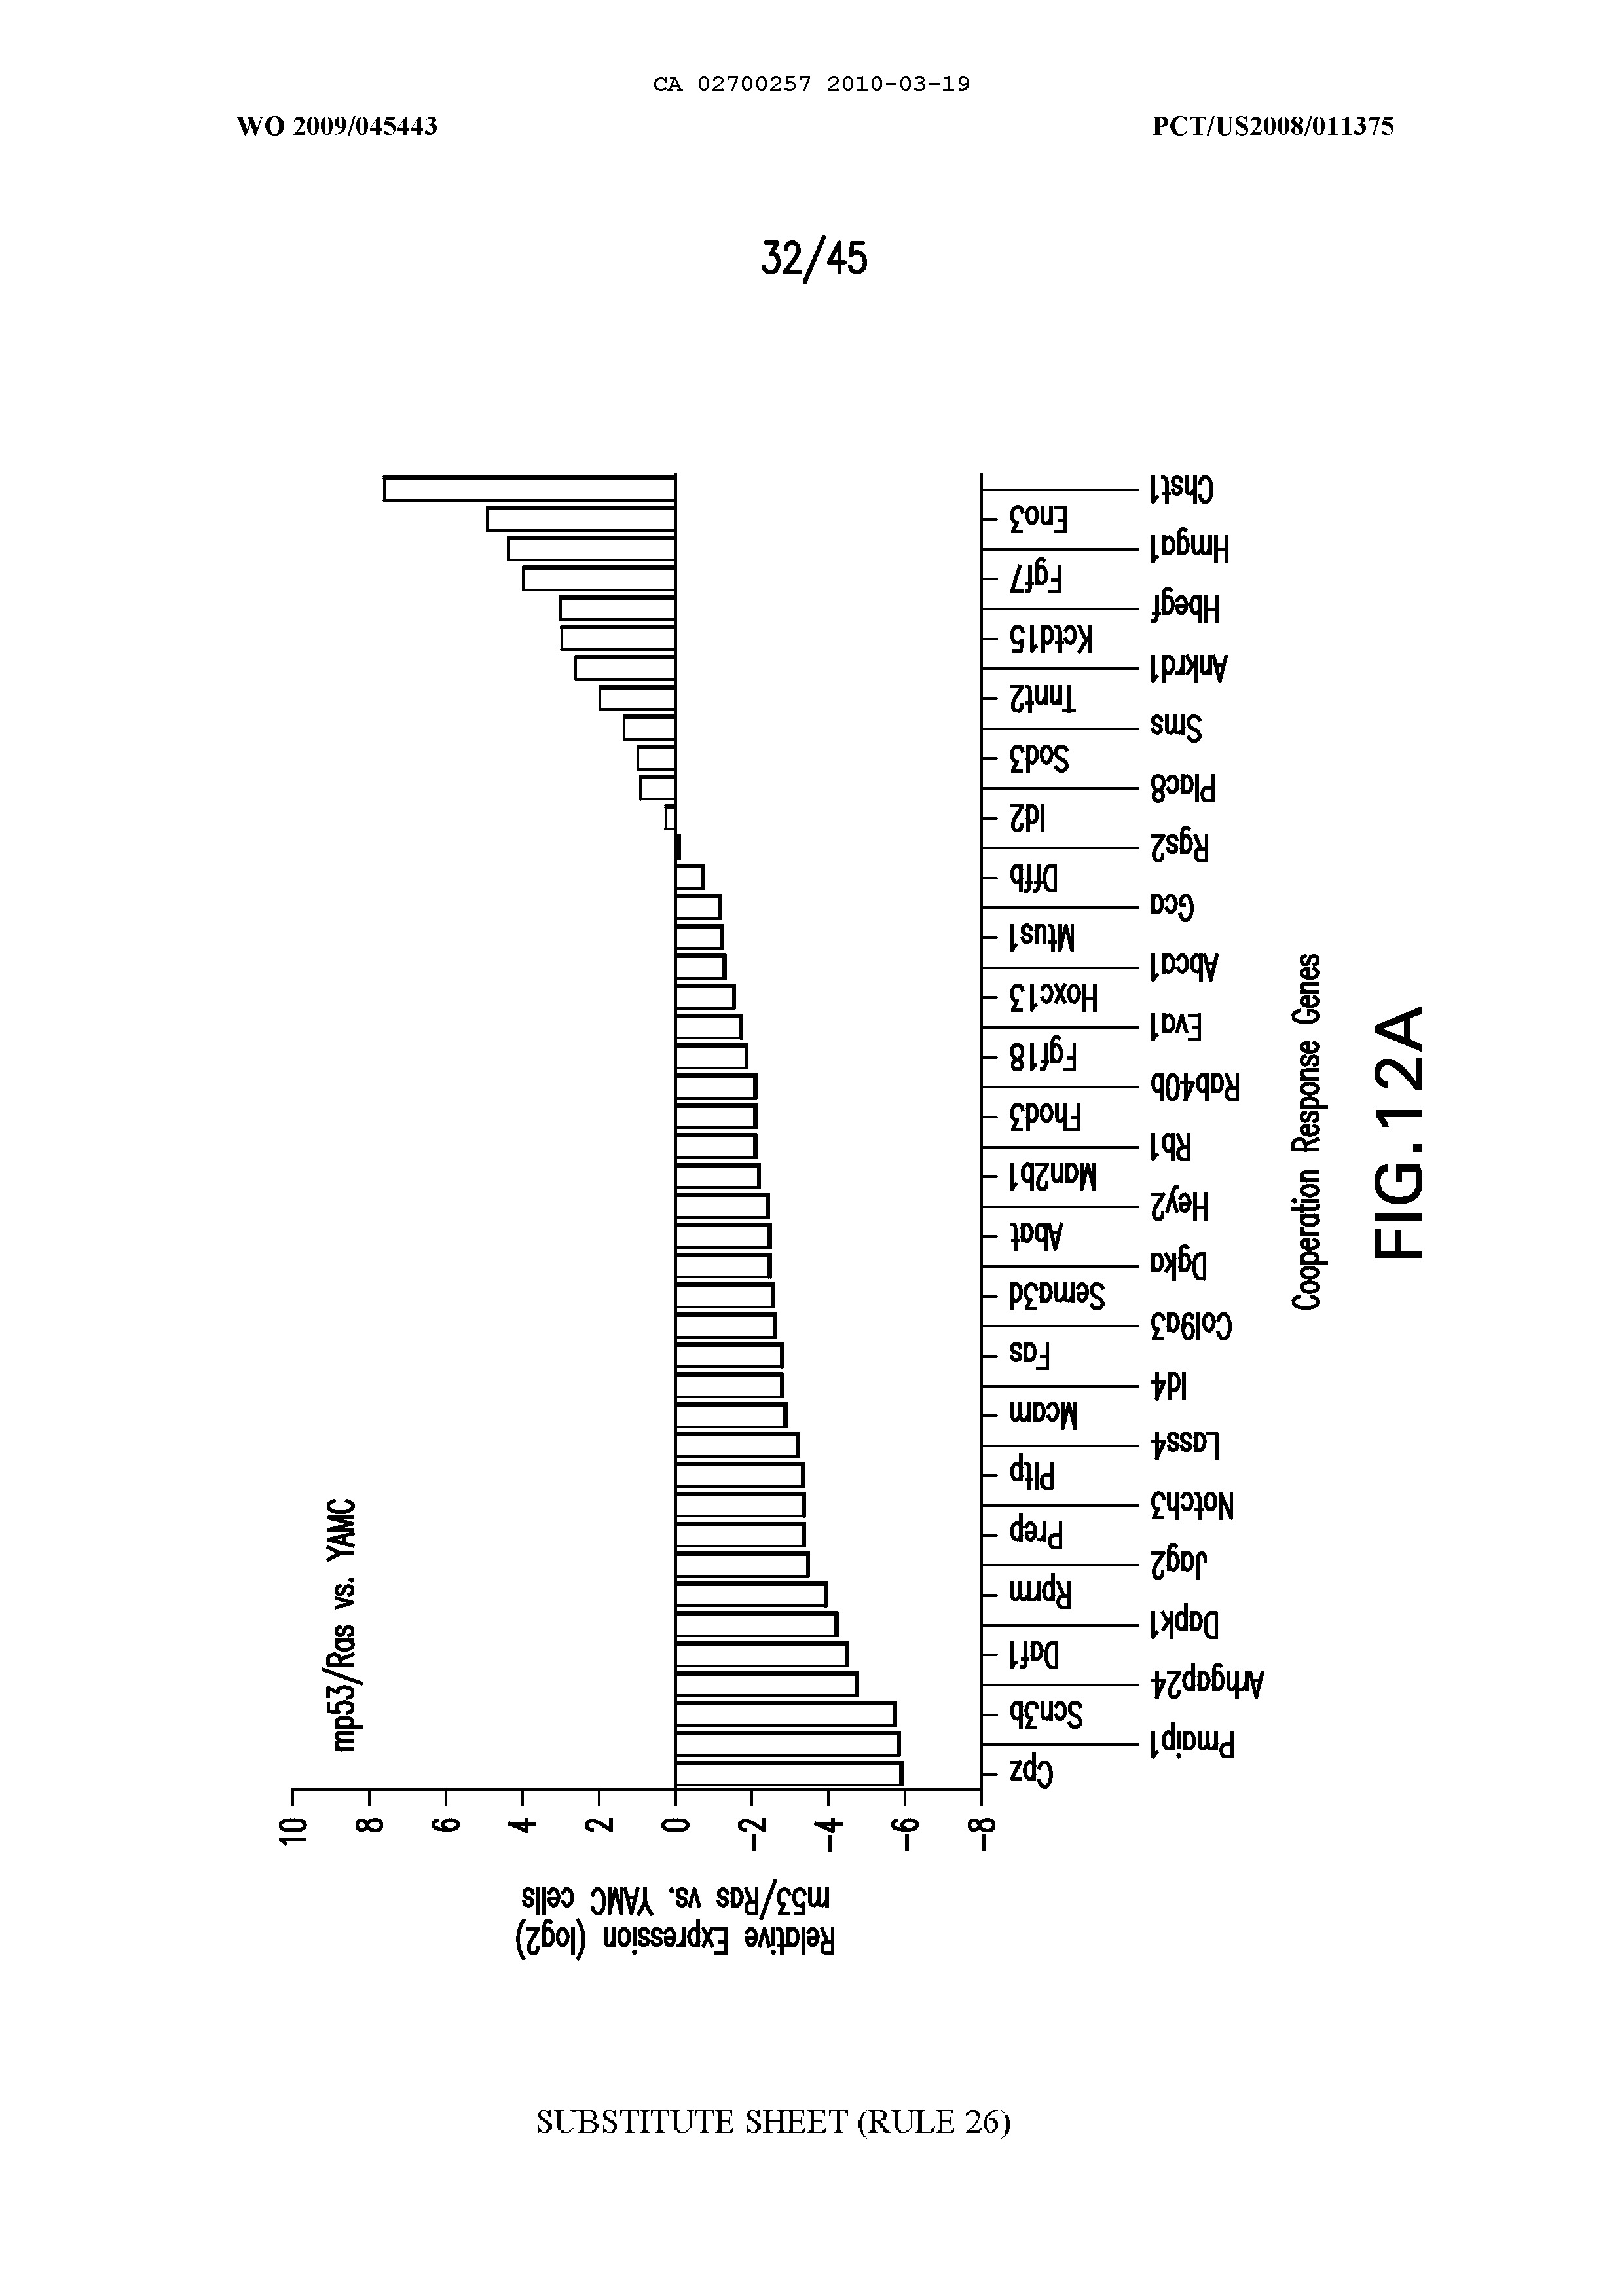 CA 02700257 2010-03-19
WO 2009/045443
PCT/US2008/011375
32/45
mp53/Ras vs. YAMC
Relative Expression (log2)
m53/Ras vs. YAMC cells
10
8
6
4
2
0
-2
-4
-6
-8
Cpz
Pmaip1
Scn3b
Arhgap24
Daf1
Dapk1
Rprm
Jag2
Prep
Notch3
Pltp
Lass4
Mcam
Id4
Fas
Col9a3
Sema3d
Dgka
Abat
Hey2
Man2b1
Rb1
Fhod3
Rab40b
Fgf18
Eva1
Hoxc13
Abca1
Mtus1
Gca
Dffb
Rgs2
Id2
Plac8
Sod3
Sms
Tnnt2
Ankrd1
Kctd15
Hbegf
Fgf7
Hmga1
Eno3
Chst1
Cooperation Response Genes
FIG.12A
SUBSTITUTE SHEET (RULE 26)